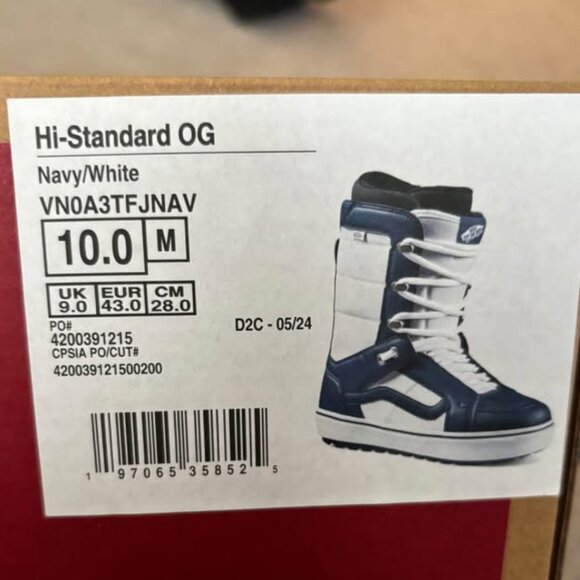 Hi-Standard OG
Navy/White
VN0A3TFJNAV
10.0 M
UK EUR CM
9.0 43.0 28.0
PO#
4200391215
D2C - 05/24
CPSIA PO/CUT#
420039121500200
1 97065 35852 5